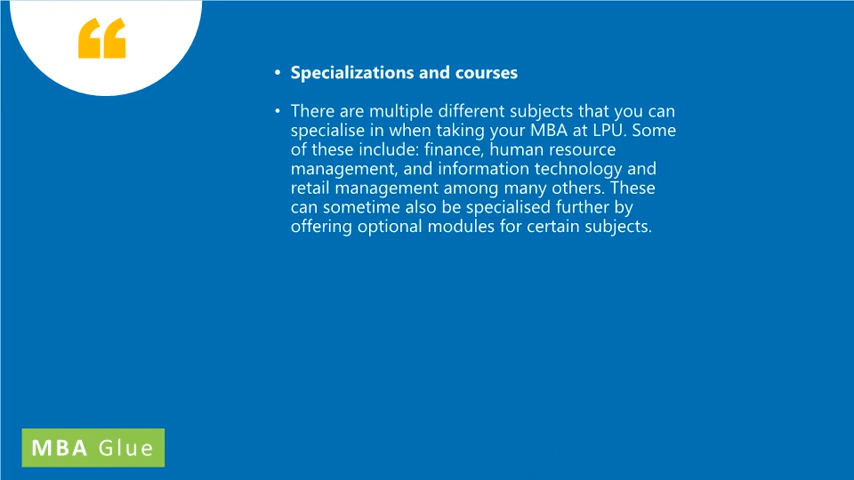 • Specializations and courses
• There are multiple different subjects that you can
specialise in when taking your MBA at LPU. Some
of these include: finance, human resource
management, and information technology and
retail management among many others. These
can sometime also be specialised further by
offering optional modules for certain subjects.
MBA Glue